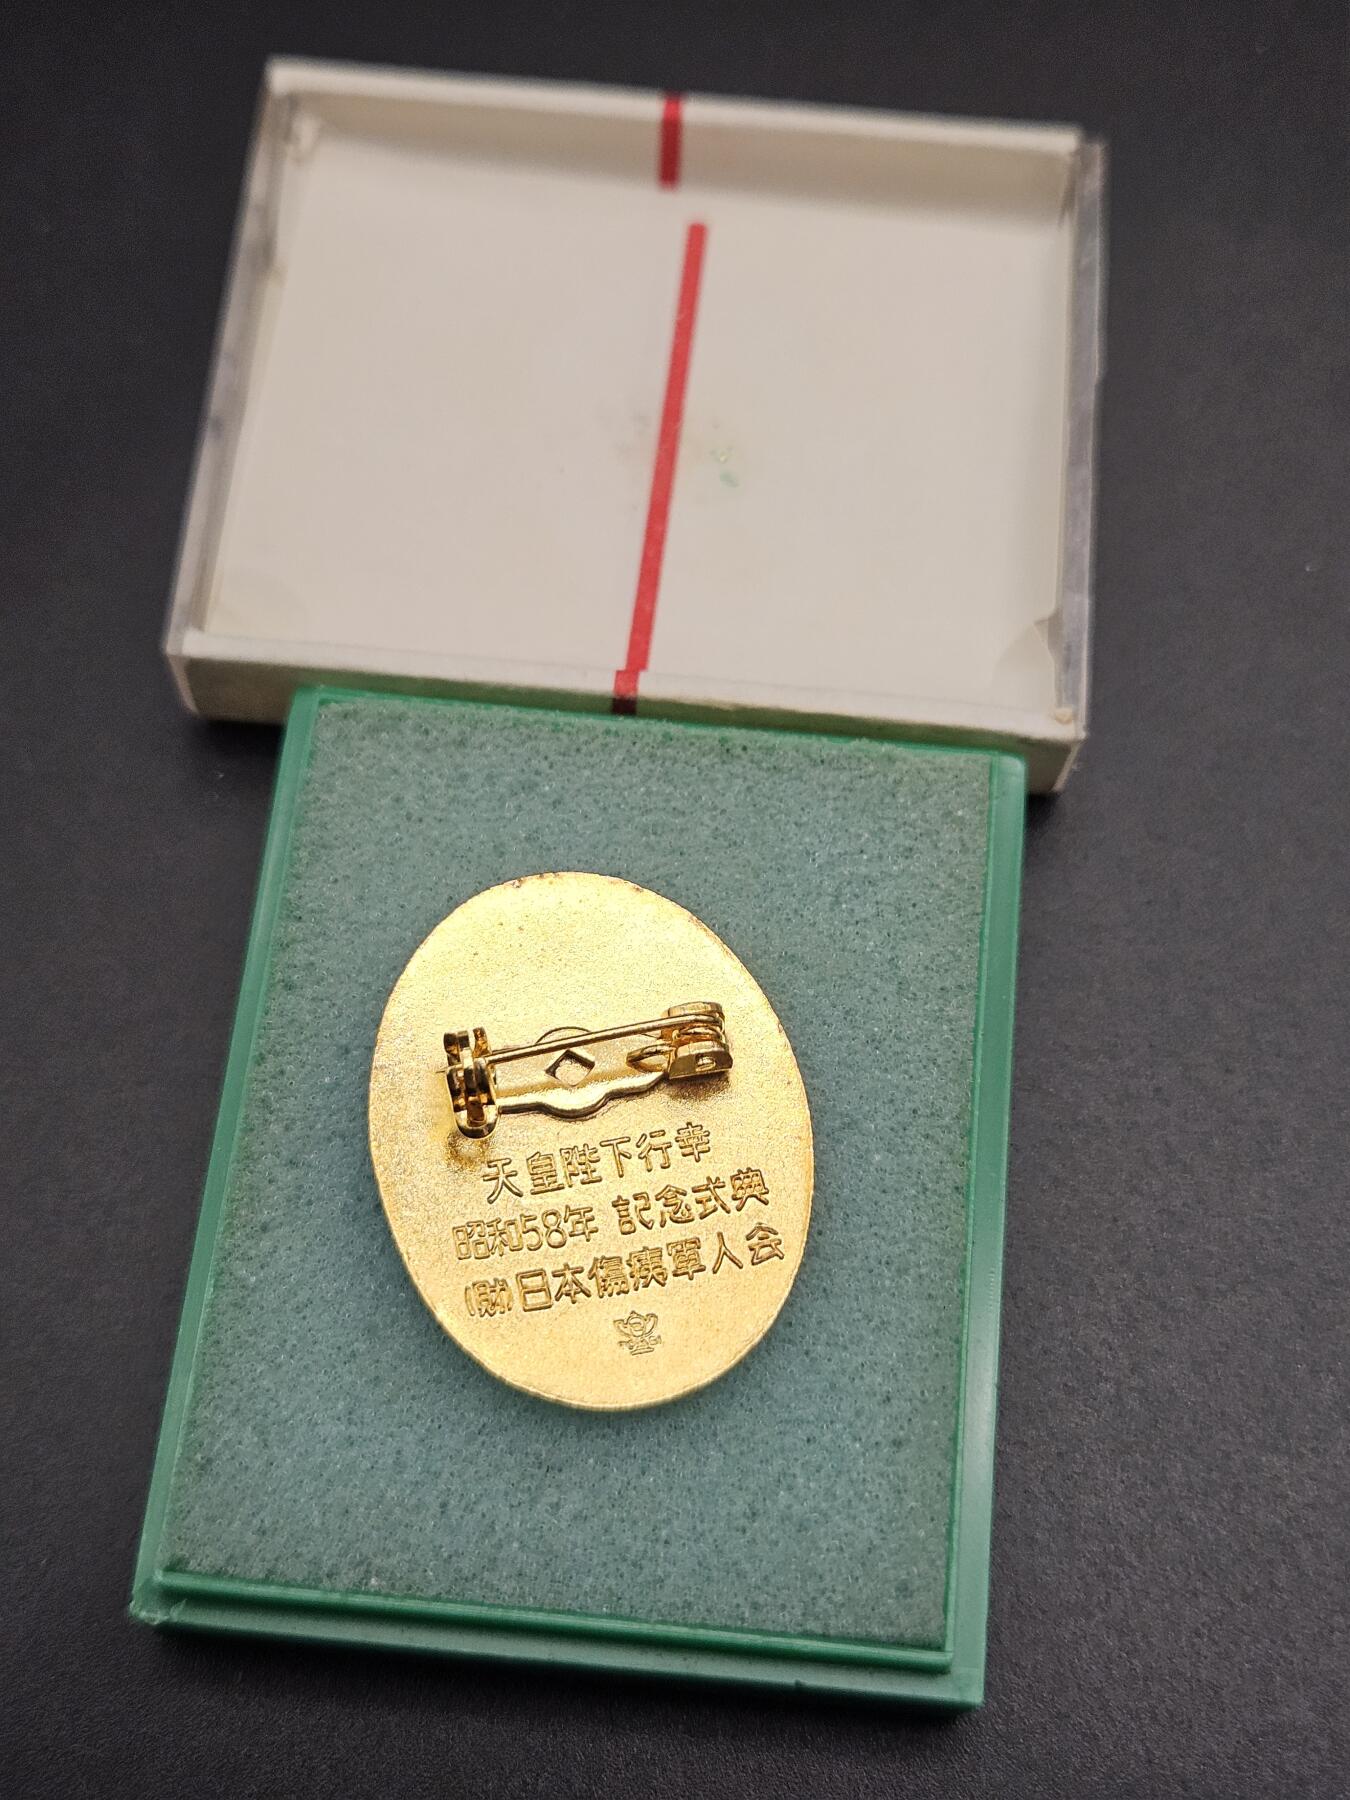 天皇陛下行幸
昭和58年 記念式典
(財)日本傷痍軍人会